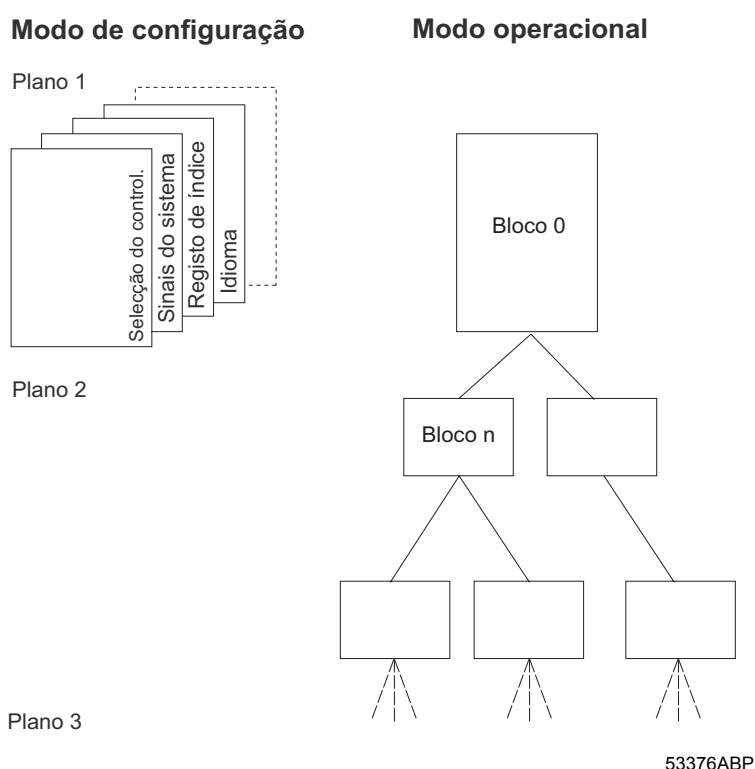 Modo de configuração
Modo operacional
Plano 1
Selecção do control.
Sinais do sistema
Registo de índice
Idioma
Bloco 0
Plano 2
Bloco n
Plano 3
53376ABP